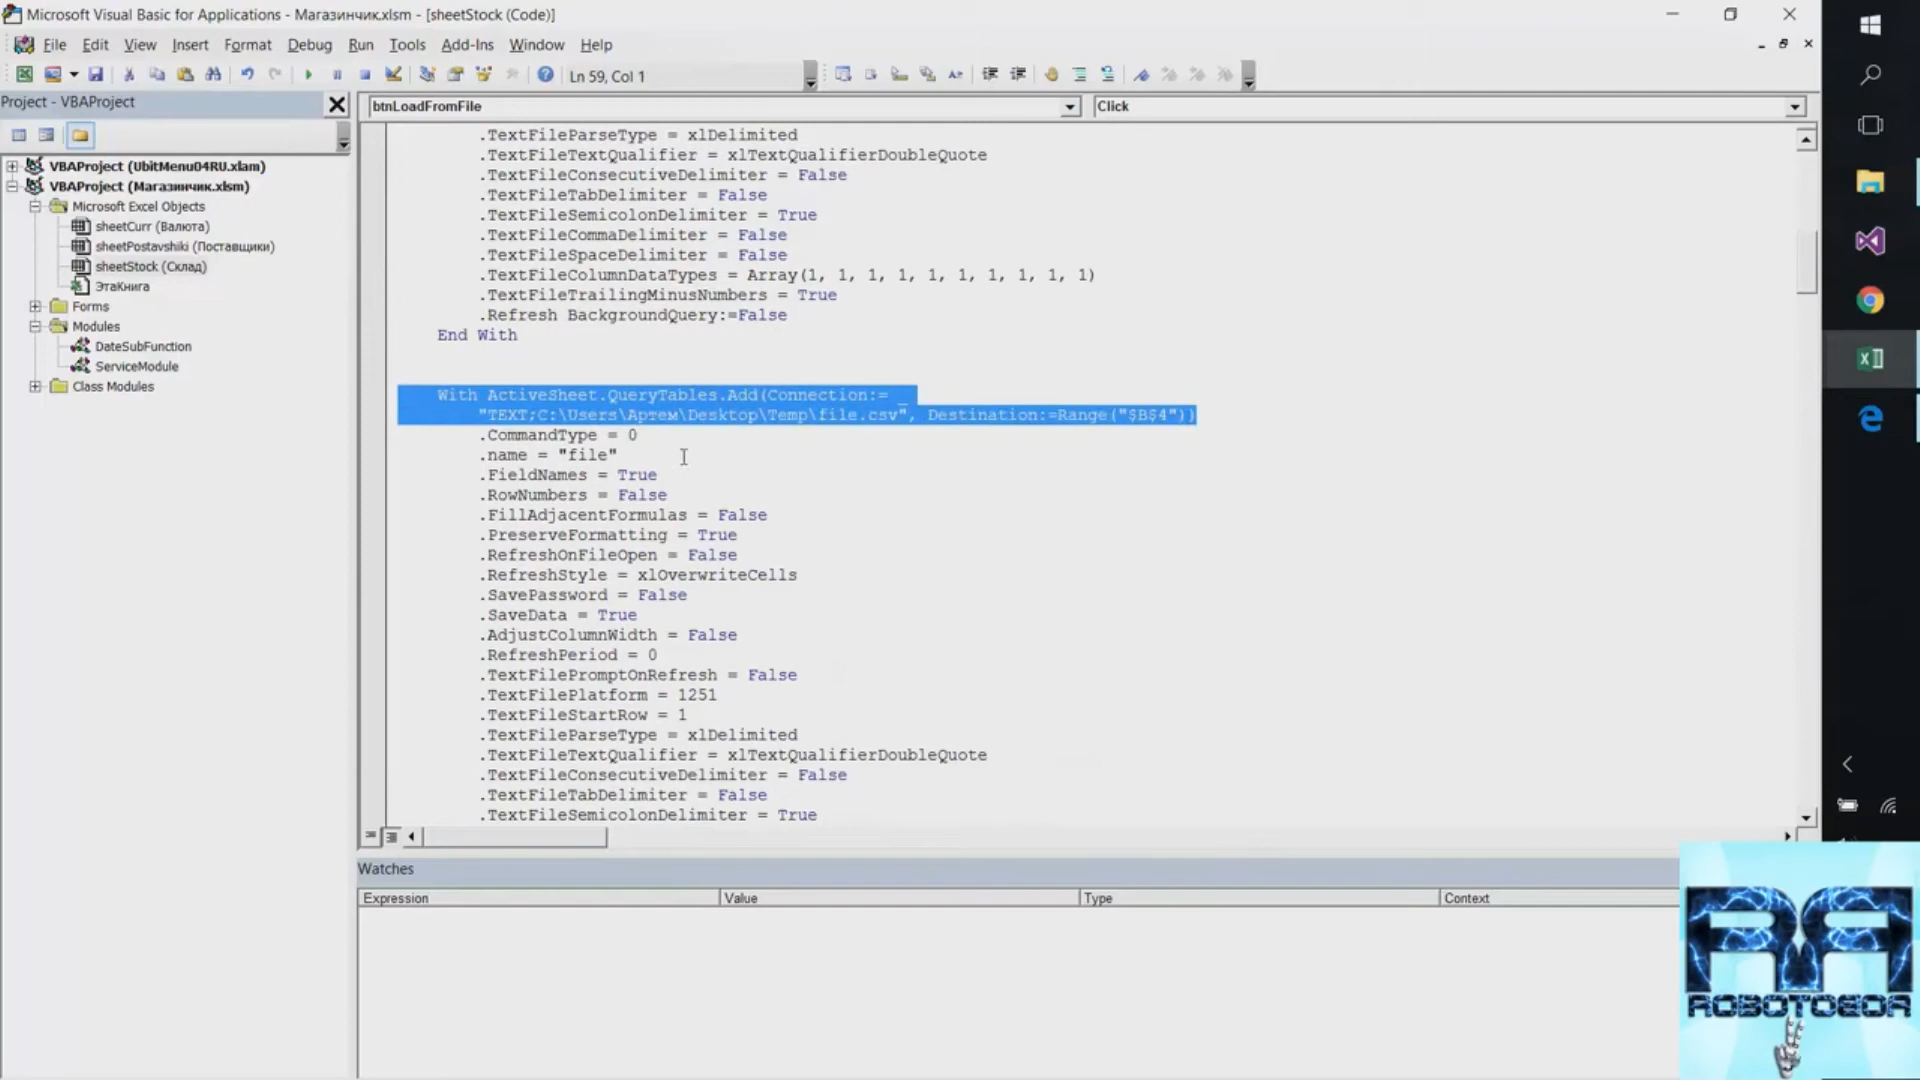 Microsoft Visual Basic for Applications - Магазинчик.xlsm - [sheetStock (Code)]
File Edit View Insert Format Debug Run Tools Add-Ins Window Help
Ln 59, Col 1
Project - VBAProject
VBAProject (UbitMenu04RU.xlam)
VBAProject (Магазинчик.xlsm)
Microsoft Excel Objects
sheetCurr (Валюта)
sheetPostavshiki (Поставщики)
sheetStock (Склад)
ЭтаКнига
Forms
Modules
DateSubFunction
ServiceModule
Class Modules
btnLoadFromFile
Click
.TextFileParseType = xlDelimited
.TextFileTextQualifier = xlTextQualifierDoubleQuote
.TextFileConsecutiveDelimiter = False
.TextFileTabDelimiter = False
.TextFileSemicolonDelimiter = True
.TextFileCommaDelimiter = False
.TextFileSpaceDelimiter = False
.TextFileColumnDataTypes = Array(1, 1, 1, 1, 1, 1, 1, 1, 1, 1)
.TextFileTrailingMinusNumbers = True
.Refresh BackgroundQuery:=False
End With
With ActiveSheet.QueryTables.Add(Connection:= _
"TEXT;C:\Users\Артем\Desktop\Temp\file.csv", Destination:=Range("$B$4"))
.CommandType = 0
.name = "file"
.FieldNames = True
.RowNumbers = False
.FillAdjacentFormulas = False
.PreserveFormatting = True
.RefreshOnFileOpen = False
.RefreshStyle = xlOverwriteCells
.SavePassword = False
.SaveData = True
.AdjustColumnWidth = False
.RefreshPeriod = 0
.TextFilePromptOnRefresh = False
.TextFilePlatform = 1251
.TextFileStartRow = 1
.TextFileParseType = xlDelimited
.TextFileTextQualifier = xlTextQualifierDoubleQuote
.TextFileConsecutiveDelimiter = False
.TextFileTabDelimiter = False
.TextFileSemicolonDelimiter = True
Watches
Expression Value Type Context